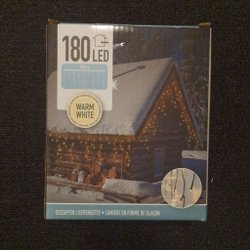 180
LED
WARM
WHITE
EISZAPFEN LICHTERKETTE • LUMIÈRE EN FORME DE GLAÇON